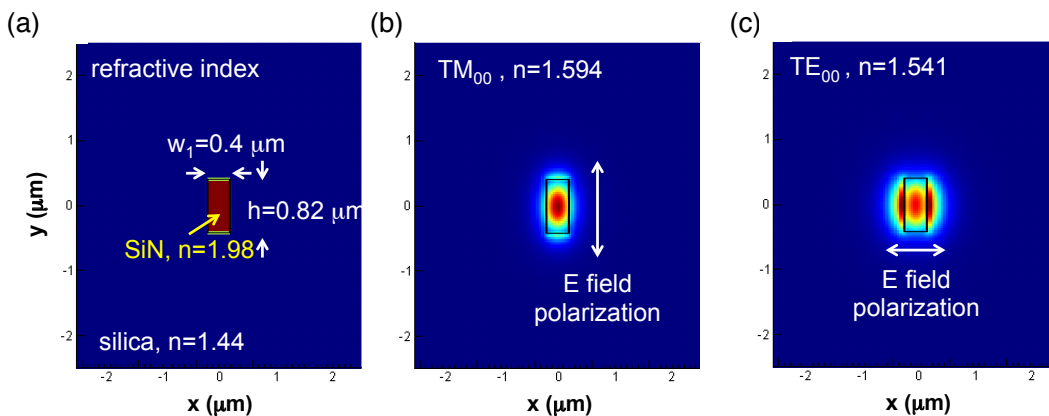 (a)
refractive index
w₁=0.4 μm
h=0.82 μm
SiN, n=1.98
silica, n=1.44
y (μm)
2
1
0
-1
-2
-2
-1
0
1
2
x (μm)
(b)
TM₀₀ , n=1.594
E field
polarization
2
1
0
-1
-2
-2
-1
0
1
2
x (μm)
(c)
TE₀₀ , n=1.541
E field
polarization
2
1
0
-1
-2
-2
-1
0
1
2
x (μm)